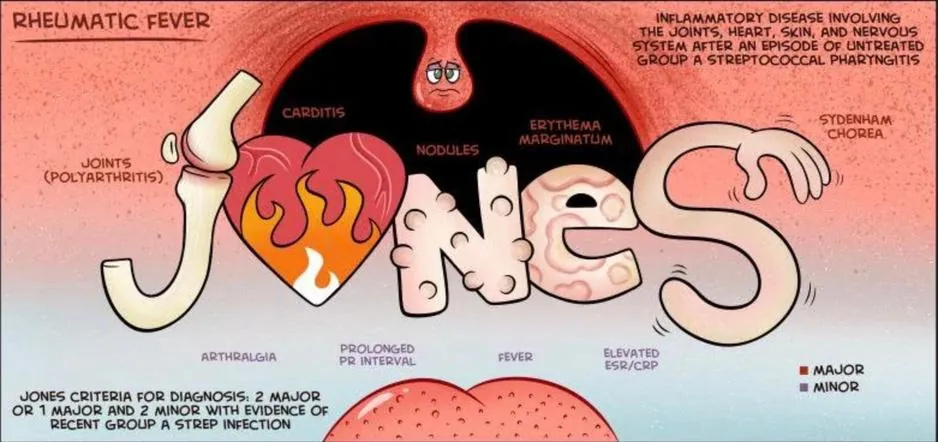 RHEUMATIC FEVER
INFLAMMATORY DISEASE INVOLVING
THE JOINTS, HEART, SKIN, AND NERVOUS
SYSTEM AFTER AN EPISODE OF UNTREATED
GROUP A STREPTOCOCCAL PHARYNGITIS
CARDITIS
NODULES
ERYTHEMA
MARGINATUM
SYDENHAM
CHOREA
JOINTS
(POLYARTHRITIS)
JONES
ARTHRALGIA
PROLONGED
PR INTERVAL
FEVER
ELEVATED
ESR/CRP
MAJOR
MINOR
JONES CRITERIA FOR DIAGNOSIS: 2 MAJOR
OR 1 MAJOR AND 2 MINOR WITH EVIDENCE OF
RECENT GROUP A STREP INFECTION